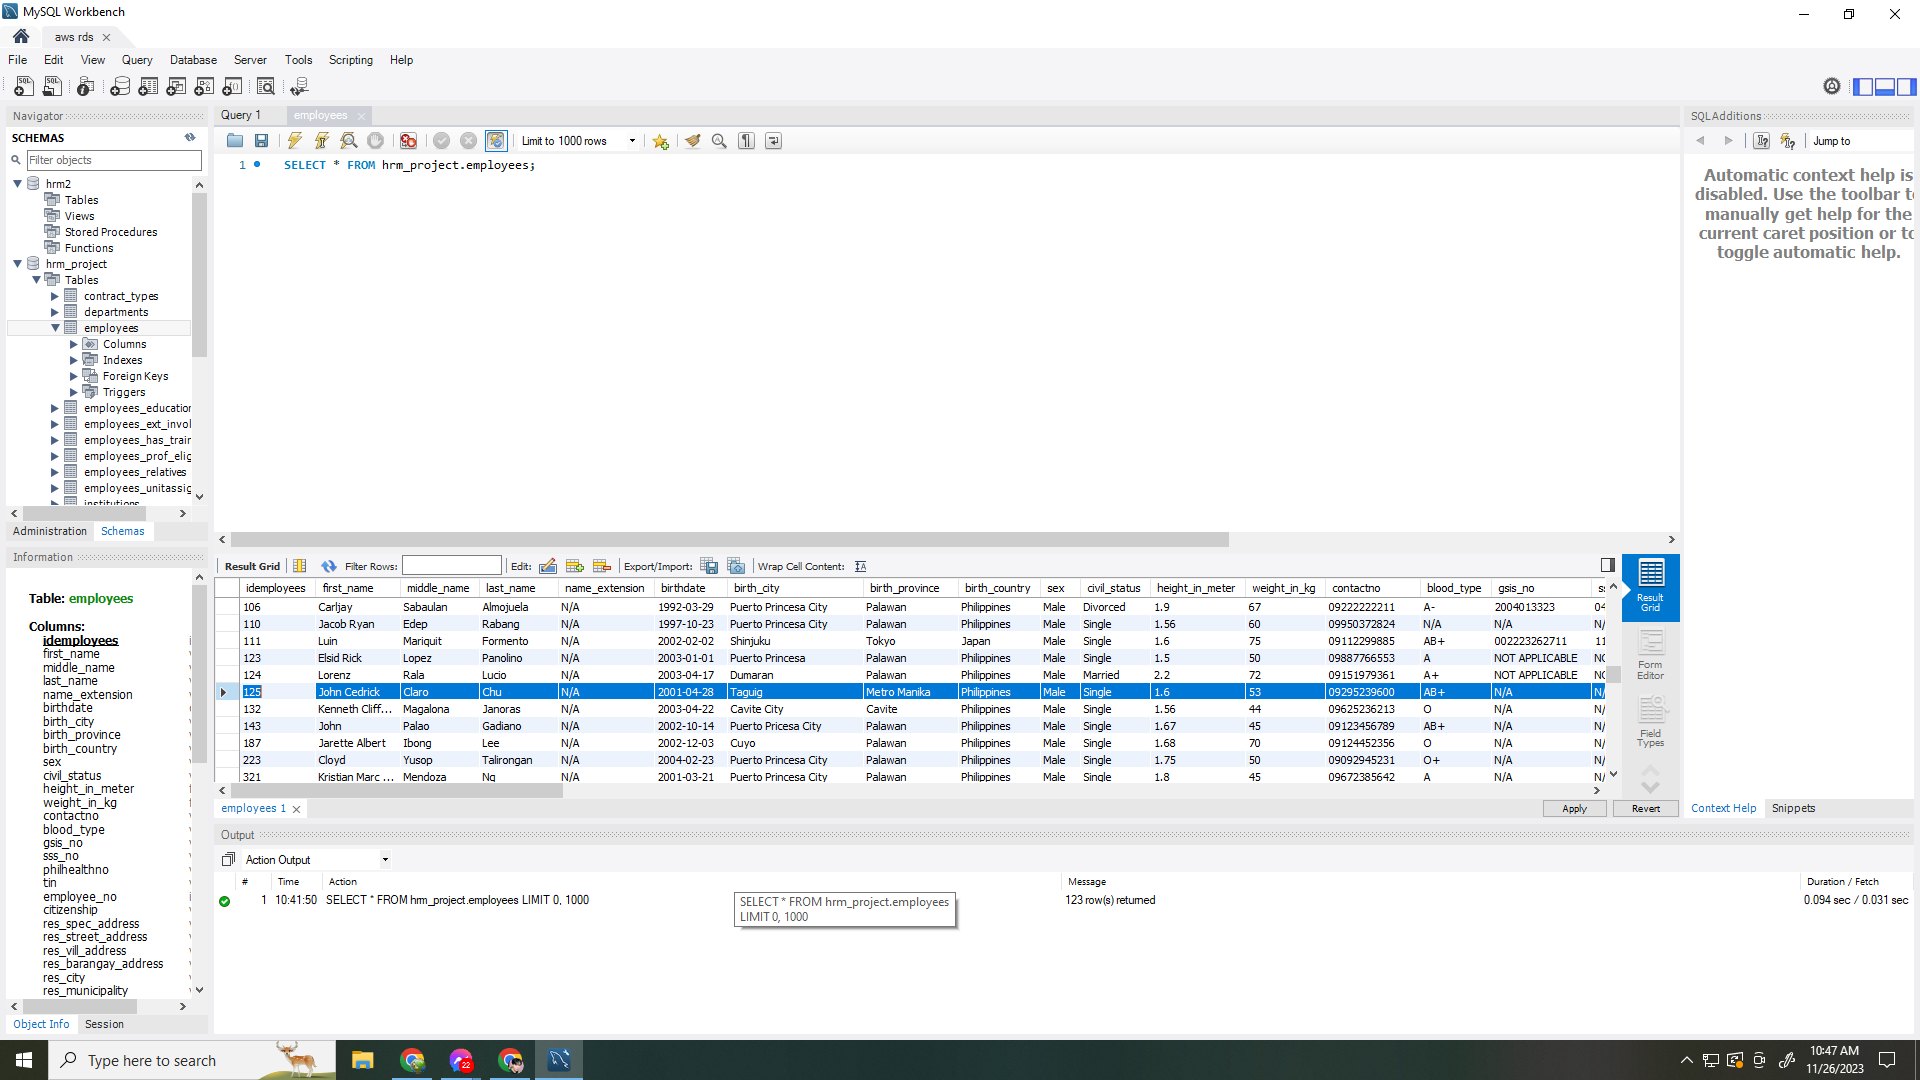 MySQL Workbench
aws rds
File Edit View Query Database Server Tools Scripting Help
Navigator
SCHEMAS
Filter objects
hrm2
Tables
Views
Stored Procedures
Functions
hrm_project
Tables
contract_types
departments
employees
Columns
Indexes
Foreign Keys
Triggers
employees_education
employees_ext_invol
employees_has_train
employees_prof_elig
employees_relatives
employees_unitassig
institutions
Administration Schemas
Information
Table: employees
Columns:
idemployees
first_name
middle_name
last_name
name_extension
birthdate
birth_city
birth_province
birth_country
sex
civil_status
height_in_meter
weight_in_kg
contactno
blood_type
gsis_no
sss_no
philhealthno
tin
employee_no
citizenship
res_spec_address
res_street_address
res_vill_address
res_barangay_address
res_city
res_municipality
Object Info Session
Query 1 employees
Limit to 1000 rows
1 SELECT * FROM hrm_project.employees;
SQLAdditions
Jump to
Automatic context help is
disabled. Use the toolbar to
manually get help for the
current caret position or to
toggle automatic help.
Result Grid Filter Rows: Edit: Export/Import: Wrap Cell Content:
idemployees first_name middle_name last_name name_extension birthdate birth_city birth_province birth_country sex civil_status height_in_meter weight_in_kg contactno blood_type gsis_no ss
106 Carljay Sabaulan Almojuela N/A 1992-03-29 Puerto Princesa City Palawan Philippines Male Divorced 1.9 67 09222222211 A- 2004013323 04
110 Jacob Ryan Edep Rabang N/A 1997-10-23 Puerto Princesa City Palawan Philippines Male Single 1.56 60 09950372824 N/A N/A N/
111 Luin Mariquit Formento N/A 2002-02-02 Shinjuku Tokyo Japan Male Single 1.6 75 09112299885 AB+ 002223262711 11
123 Elsid Rick Lopez Panolino N/A 2003-01-01 Puerto Princesa Palawan Philippines Male Single 1.5 50 09887766553 A NOT APPLICABLE NO
124 Lorenz Rala Lucio N/A 2003-04-17 Dumaran Palawan Philippines Male Married 2.2 72 09151979361 A+ NOT APPLICABLE NO
125 John Cedrick Claro Chu N/A 2001-04-28 Taguig Metro Manika Philippines Male Single 1.6 53 09295239600 AB+ N/A N/
132 Kenneth Cliff... Magalona Janoras N/A 2003-04-22 Cavite City Cavite Philippines Male Single 1.56 44 09625236213 O N/A N/
143 John Palao Gadiano N/A 2002-10-14 Puerto Pricesa City Palawan Philippines Male Single 1.67 45 09123456789 AB+ N/A N/
187 Jarette Albert Ibong Lee N/A 2002-12-03 Cuyo Palawan Philippines Male Single 1.68 70 09124452356 O N/A N/
223 Cloyd Yusop Talirongan N/A 2004-02-23 Puerto Princesa City Palawan Philippines Male Single 1.75 50 09092945231 O+ N/A N/
321 Kristian Marc ... Mendoza Ng N/A 2001-03-21 Puerto Princesa City Palawan Philippines Male Single 1.8 45 09672385642 A N/A N/
Result
Grid
Form
Editor
Field
Types
employees 1
Apply Revert
Context Help Snippets
Output
Action Output
# Time Action Message Duration / Fetch
1 10:41:50 SELECT * FROM hrm_project.employees LIMIT 0, 1000 123 row(s) returned 0.094 sec / 0.031 sec
SELECT * FROM hrm_project.employees
LIMIT 0, 1000
Type here to search
22
10:47 AM
11/26/2023